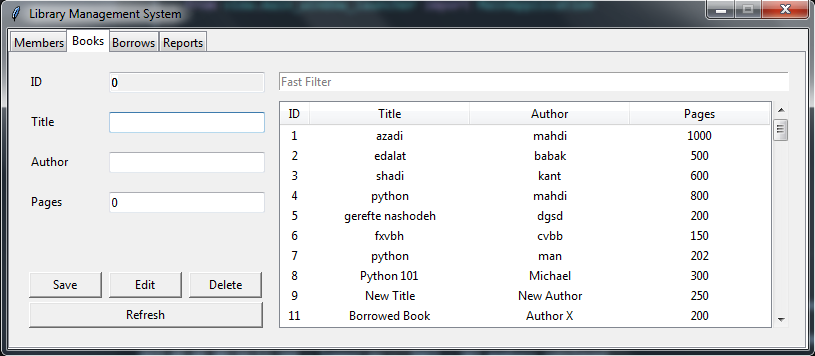 Library Management System
Members Books Borrows Reports
ID 0
Title
Author
Pages 0
Save Edit Delete
Refresh
Fast Filter
ID Title Author Pages
1 azadi mahdi 1000
2 edalat babak 500
3 shadi kant 600
4 python mahdi 800
5 gerefte nashodeh dgsd 200
6 fxvbh cvbb 150
7 python man 202
8 Python 101 Michael 300
9 New Title New Author 250
11 Borrowed Book Author X 200